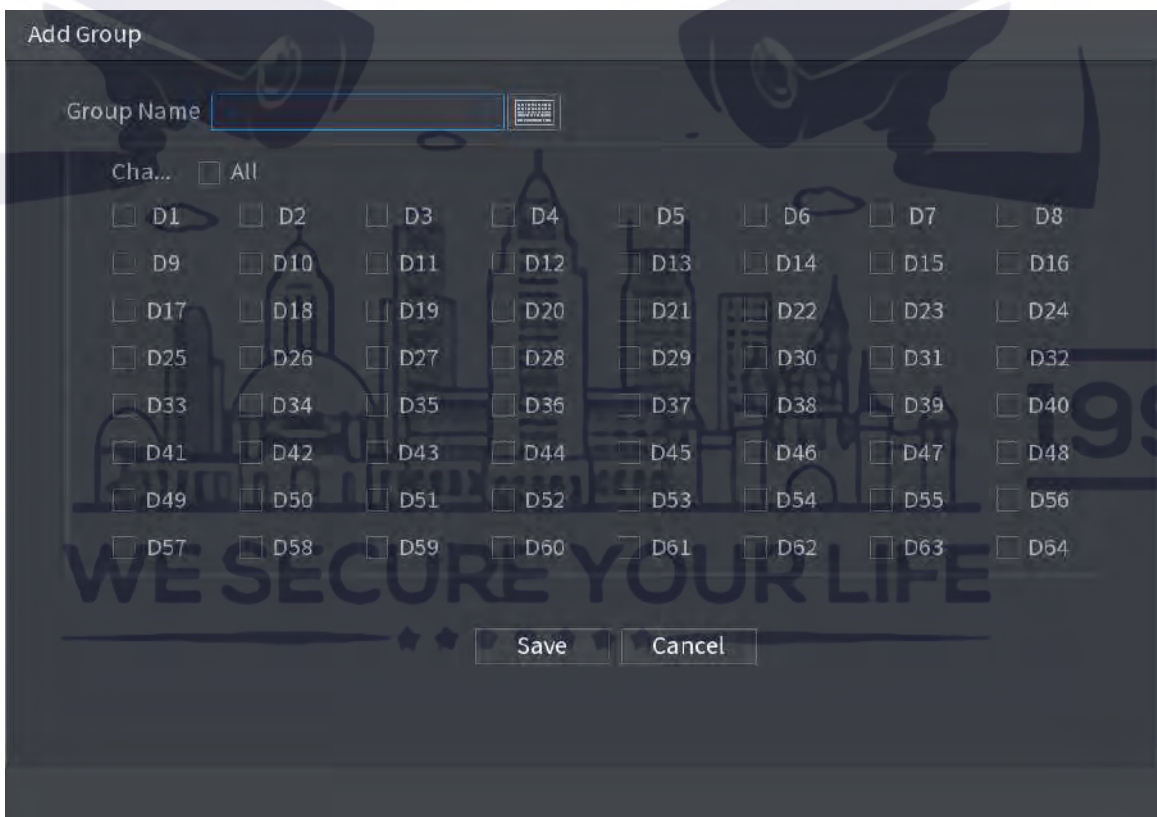 Add Group
Group Name
Cha... All
D1 D2 D3 D4 D5 D6 D7 D8
D9 D10 D11 D12 D13 D14 D15 D16
D17 D18 D19 D20 D21 D22 D23 D24
D25 D26 D27 D28 D29 D30 D31 D32
D33 D34 D35 D36 D37 D38 D39 D40
199
D41 D42 D43 D44 D45 D46 D47 D48
D49 D50 D51 D52 D53 D54 D55 D56
D57 D58 D59 D60 D61 D62 D63 D64
WE SECURE YOUR LIFE
Save Cancel